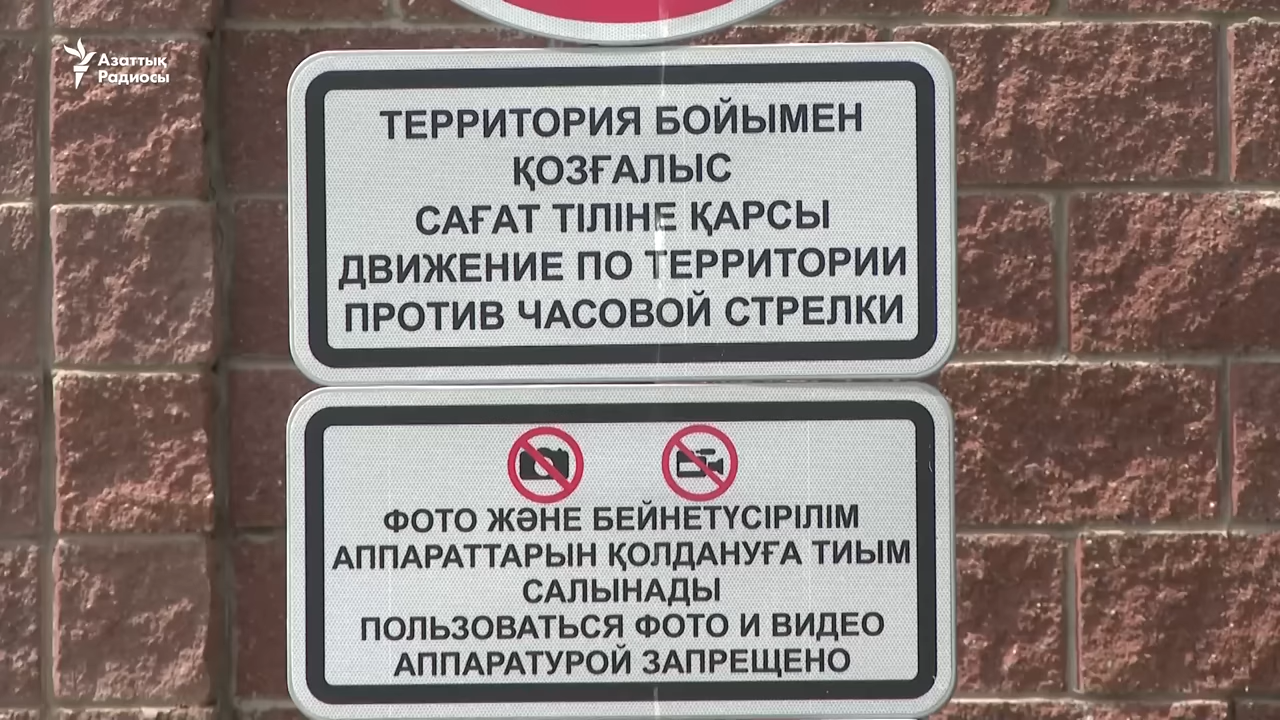 Азаттық
Радиосы
ТЕРРИТОРИЯ БОЙЫМЕН
ҚОЗҒАЛЫС
САҒАТ ТІЛІНЕ ҚАРСЫ
ДВИЖЕНИЕ ПО ТЕРРИТОРИИ
ПРОТИВ ЧАСОВОЙ СТРЕЛКИ
ФОТО ЖӘНЕ БЕЙНЕТҮСІРІЛІМ
АППАРАТТАРЫН ҚОЛДАНУҒА ТИЫМ
САЛЫНАДЫ
ПОЛЬЗОВАТЬСЯ ФОТО И ВИДЕО
АППАРАТУРОЙ ЗАПРЕЩЕНО